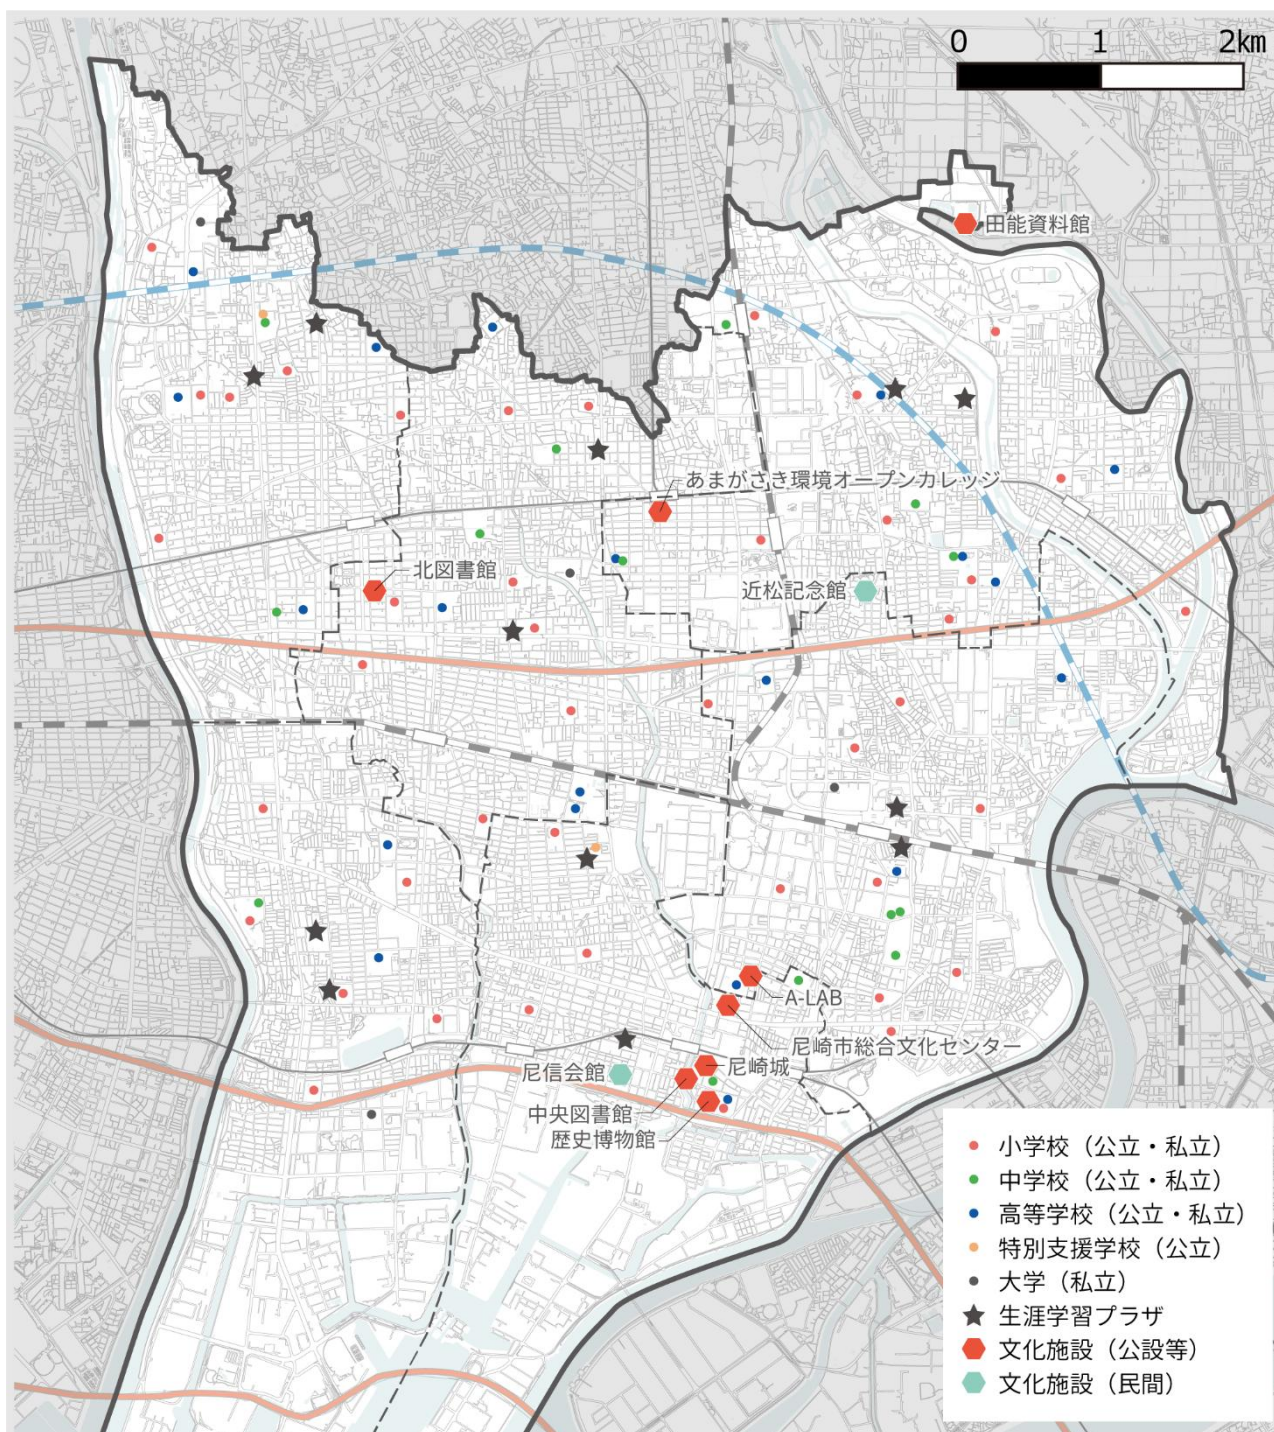 0 1 2km
田能資料館
あまがさき環境オープンカレッジ
北図書館
近松記念館
A-LAB
尼崎市総合文化センター
尼崎城
尼信会館
中央図書館
歴史博物館
小学校（公立・私立）
中学校（公立・私立）
高等学校（公立・私立）
特別支援学校（公立）
大学（私立）
生涯学習プラザ
文化施設（公設等）
文化施設（民間）